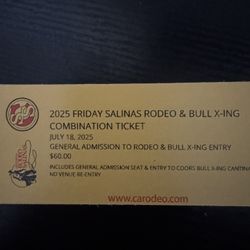 2025 FRIDAY SALINAS RODEO & BULL X-ING
COMBINATION TICKET
JULY 18, 2025
GENERAL ADMISSION TO RODEO & BULL X-ING ENTRY
$60.00
INCLUDES GENERAL ADMISSION SEAT & ENTRY TO COORS BULL X-ING CANTINA
ND VENUE RE-ENTRY
www.carodeo.com